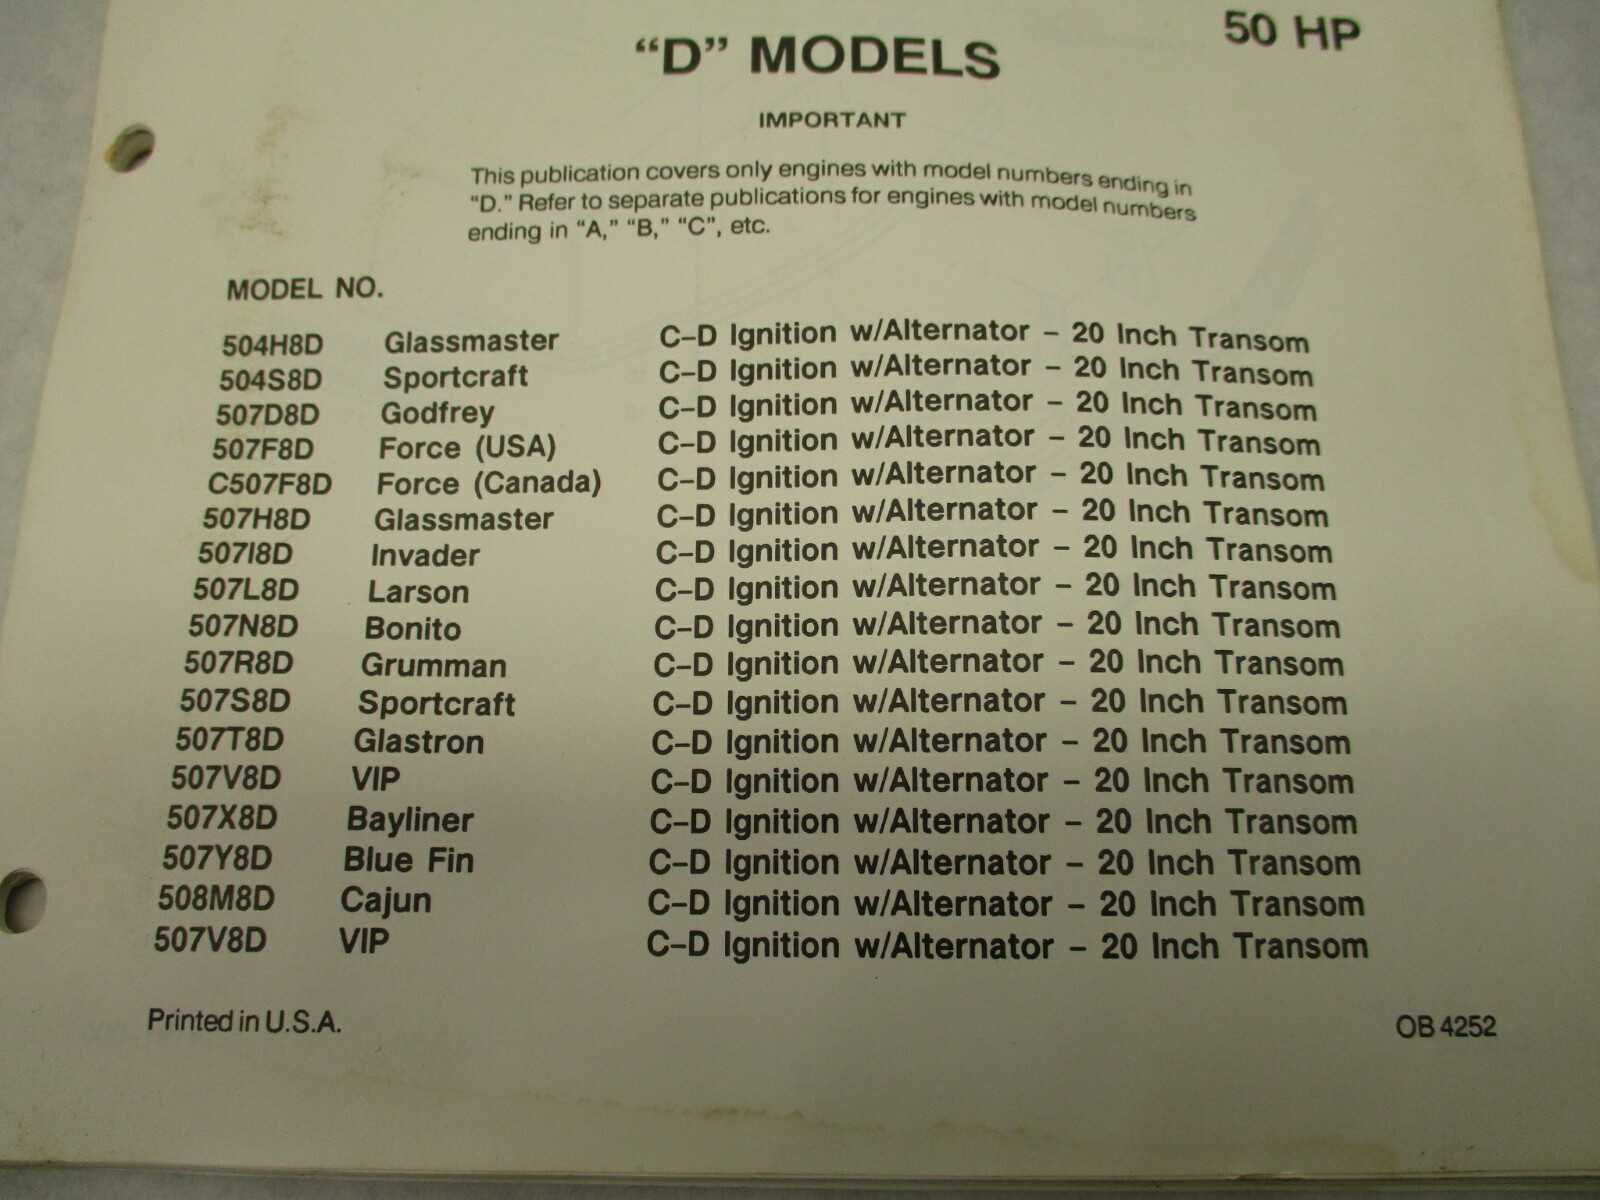 50 HP
“D” MODELS
IMPORTANT
This publication covers only engines with model numbers ending in
“D.” Refer to separate publications for engines with model numbers
ending in “A,” “B,” “C”, etc.
MODEL NO.
504H8D Glassmaster C–D Ignition w/Alternator – 20 Inch Transom
504S8D Sportcraft C–D Ignition w/Alternator – 20 Inch Transom
507D8D Godfrey C–D Ignition w/Alternator – 20 Inch Transom
507F8D Force (USA) C–D Ignition w/Alternator – 20 Inch Transom
C507F8D Force (Canada) C–D Ignition w/Alternator – 20 Inch Transom
507H8D Glassmaster C–D Ignition w/Alternator – 20 Inch Transom
507I8D Invader C–D Ignition w/Alternator – 20 Inch Transom
507L8D Larson C–D Ignition w/Alternator – 20 Inch Transom
507N8D Bonito C–D Ignition w/Alternator – 20 Inch Transom
507R8D Grumman C–D Ignition w/Alternator – 20 Inch Transom
507S8D Sportcraft C–D Ignition w/Alternator – 20 Inch Transom
507T8D Glastron C–D Ignition w/Alternator – 20 Inch Transom
507V8D VIP C–D Ignition w/Alternator – 20 Inch Transom
507X8D Bayliner C–D Ignition w/Alternator – 20 Inch Transom
507Y8D Blue Fin C–D Ignition w/Alternator – 20 Inch Transom
508M8D Cajun C–D Ignition w/Alternator – 20 Inch Transom
507V8D VIP C–D Ignition w/Alternator – 20 Inch Transom
Printed in U.S.A. OB 4252